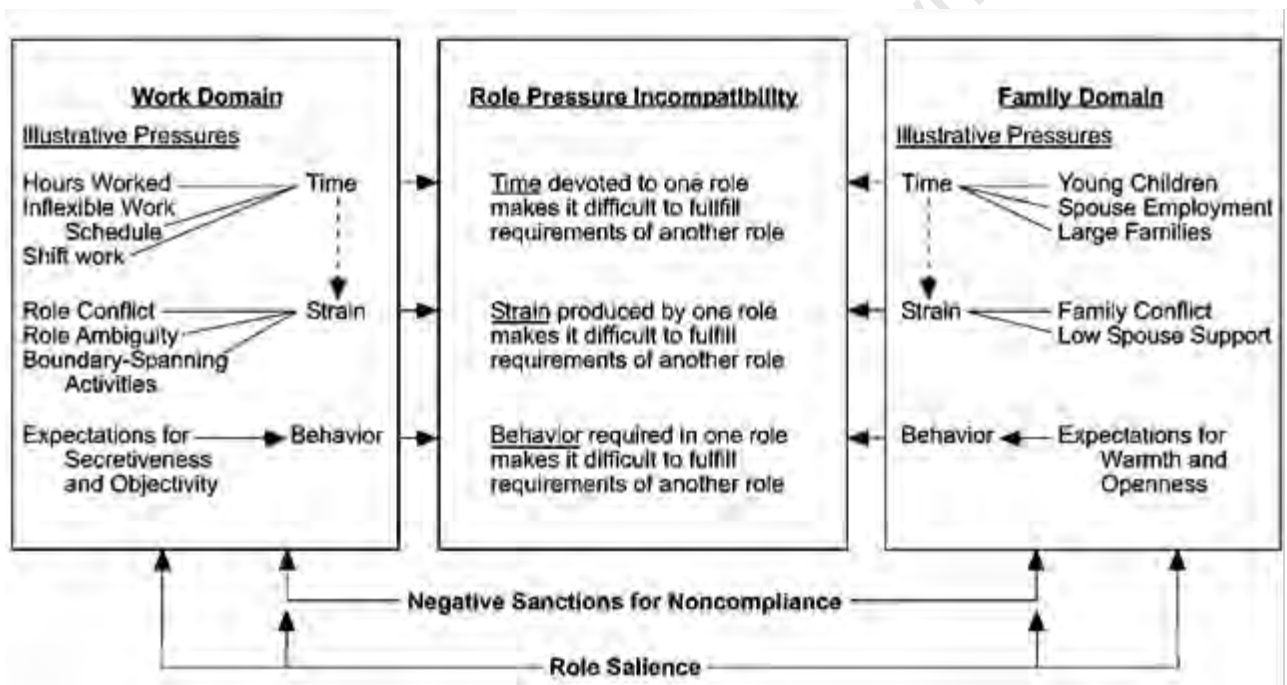 Work Domain
Illustrative Pressures
Hours Worked
Inflexible Work
Schedule
Shift work
Time
Role Conflict
Role Ambiguity
Boundary-Spanning
Activities
Strain
Expectations for
Secretiveness
and Objectivity
Behavior
Role Pressure Incompatibility
Time devoted to one role
makes it difficult to fullfill
requirements of another role
Strain produced by one role
makes it difficult to fulfill
requirements of another role
Behavior required in one role
makes it difficult to fulfill
requirements of another role
Family Domain
Illustrative Pressures
Time
Young Children
Spouse Employment
Large Families
Strain
Family Conflict
Low Spouse Support
Behavior
Expectations for
Warmth and
Openness
Negative Sanctions for Noncompliance
Role Salience